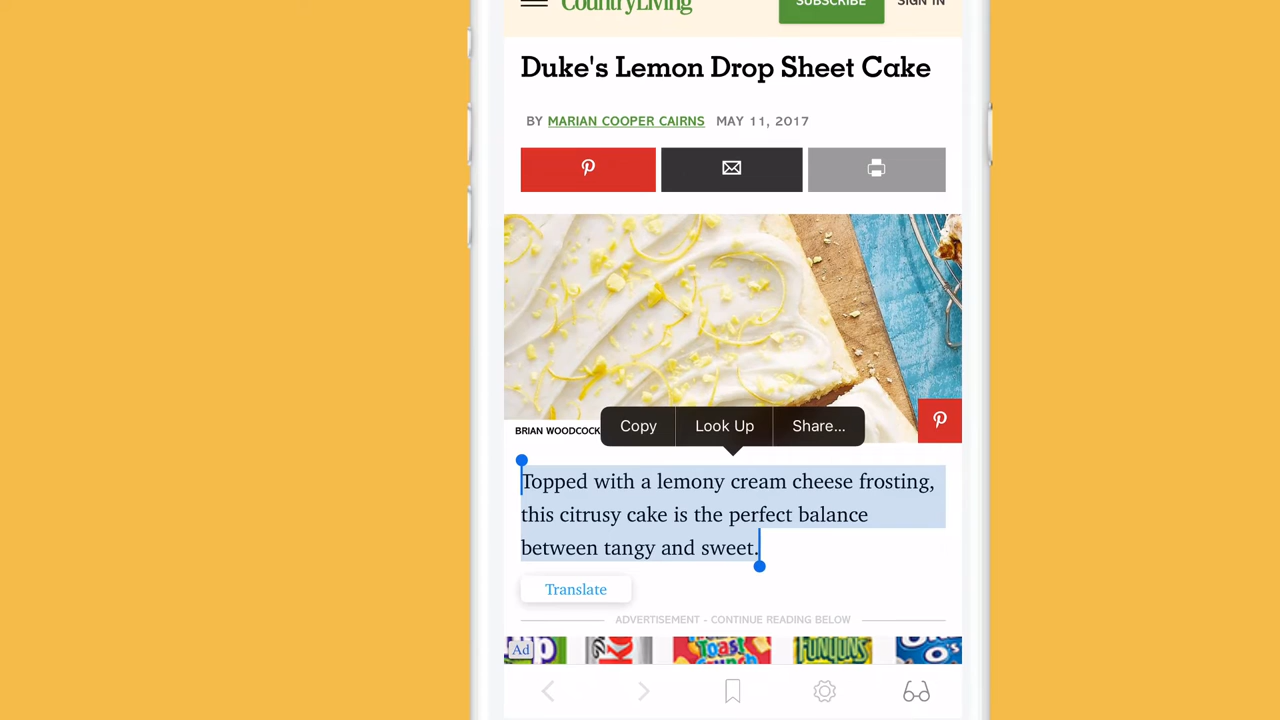 CountryLiving
SUBSCRIBE
SIGN IN
Duke's Lemon Drop Sheet Cake
BY MARIAN COOPER CAIRNS MAY 11, 2017
BRIAN WOODCOCK
Copy
Look Up
Share...
Topped with a lemony cream cheese frosting,
this citrusy cake is the perfect balance
between tangy and sweet.
Translate
ADVERTISEMENT - CONTINUE READING BELOW
Ad
TOAST
FUNYUNS